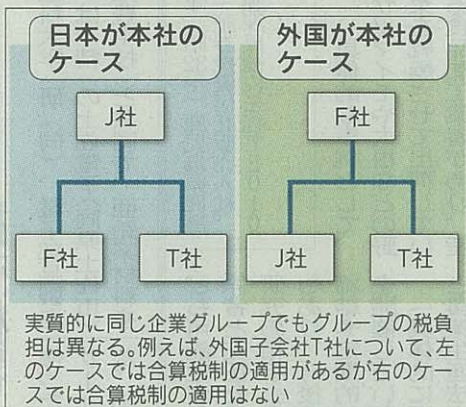 日本が本社の
ケース
J社
F社
T社
外国が本社の
ケース
F社
J社
T社
実質的に同じ企業グループでもグループの税負
担は異なる。例えば、外国子会社T社について、左
のケースでは合算税制の適用があるが右のケー
スでは合算税制の適用はない